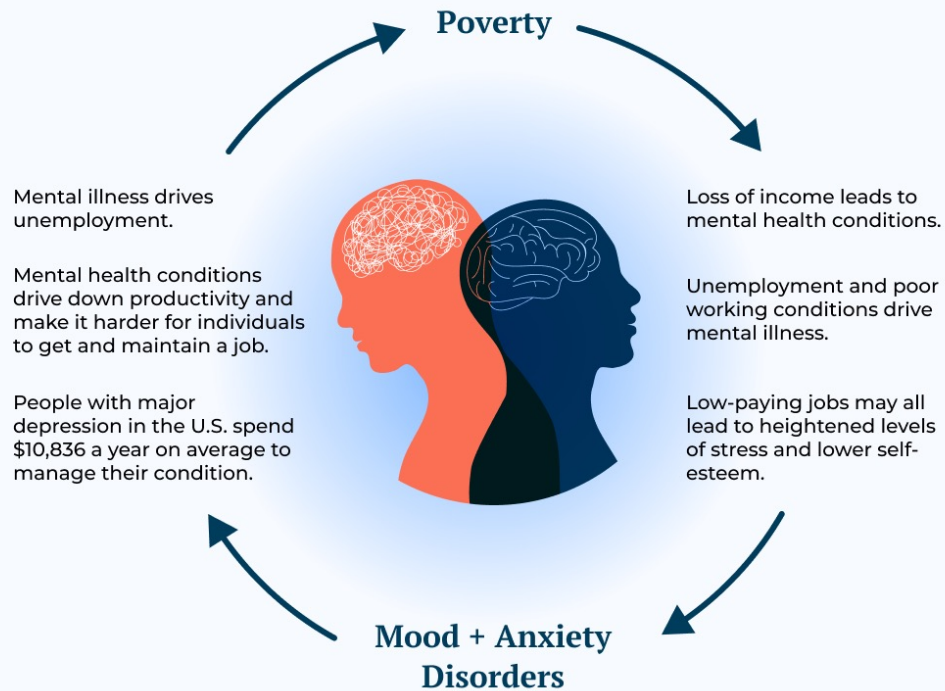 Poverty
Mental illness drives
unemployment.
Mental health conditions
drive down productivity and
make it harder for individuals
to get and maintain a job.
People with major
depression in the U.S. spend
$10,836 a year on average to
manage their condition.
Loss of income leads to
mental health conditions.
Unemployment and poor
working conditions drive
mental illness.
Low-paying jobs may all
lead to heightened levels
of stress and lower self-
esteem.
Mood + Anxiety
Disorders